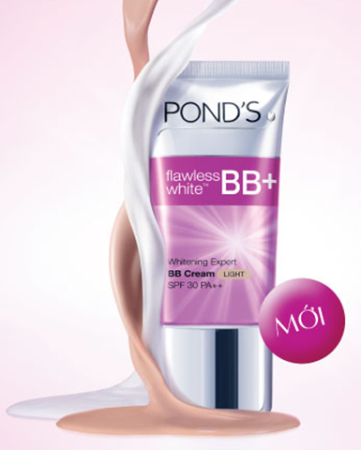 POND'S
flawless
white™ BB+
Whitening Expert
BB Cream LIGHT
SPF 30 PA++
MỚI